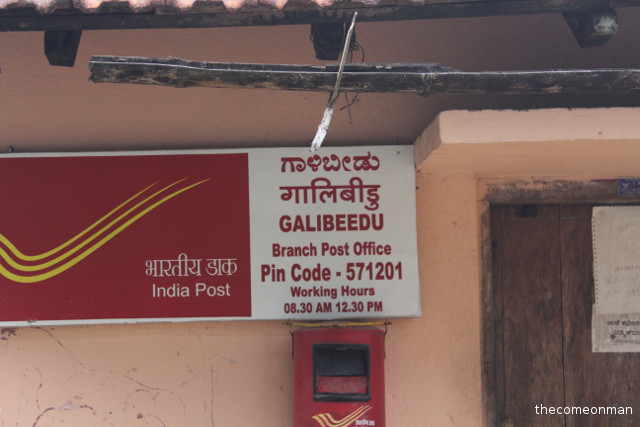 भारतीय डाक
India Post
ಗಾಳಿಬೀಡು
गालिबीडु
GALIBEEDU
Branch Post Office
Pin Code - 571201
Working Hours
08.30 AM 12.30 PM
thecomeonman